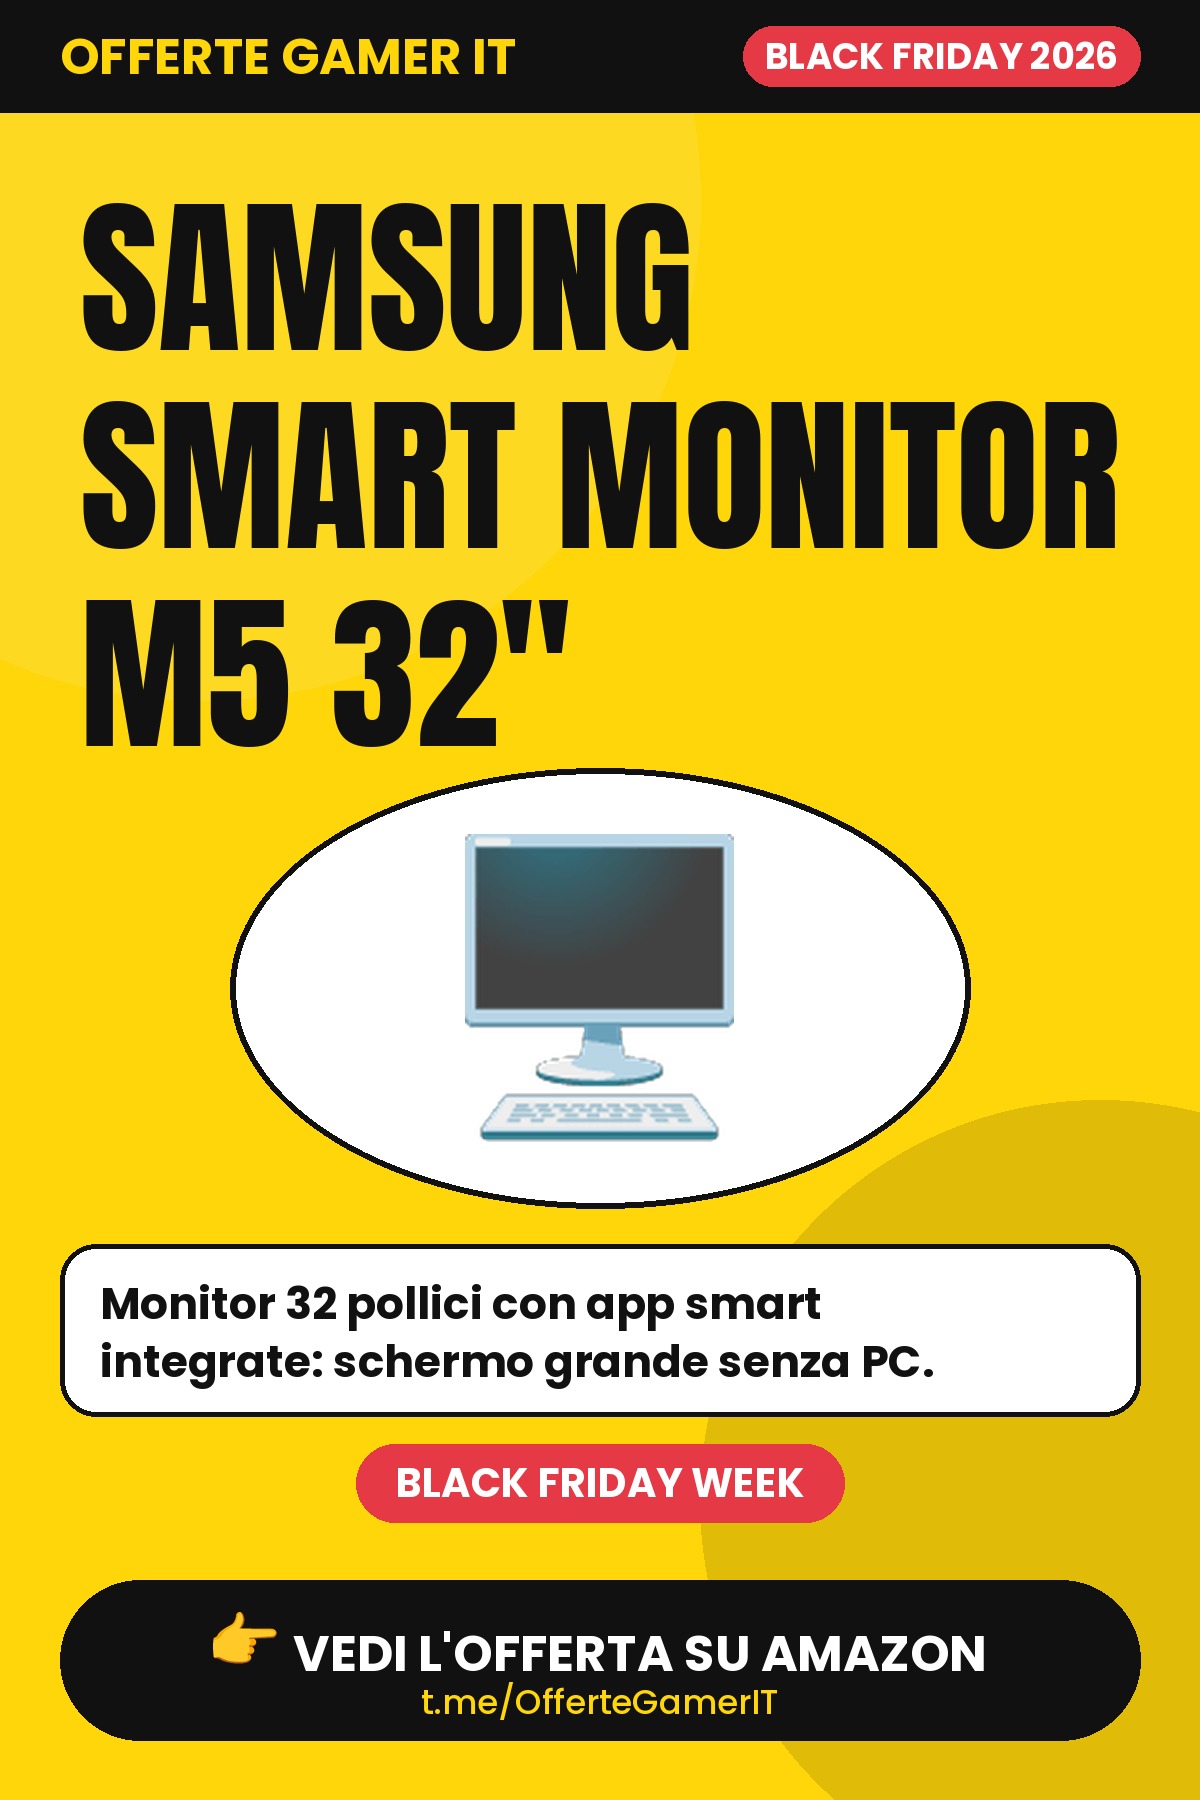 OFFERTE GAMER IT
BLACK FRIDAY 2026
SAMSUNG
SMART MONITOR
M5 32"
Monitor 32 pollici con app smart
integrate: schermo grande senza PC.
BLACK FRIDAY WEEK
👉 VEDI L'OFFERTA SU AMAZON
t.me/OfferteGamerIT